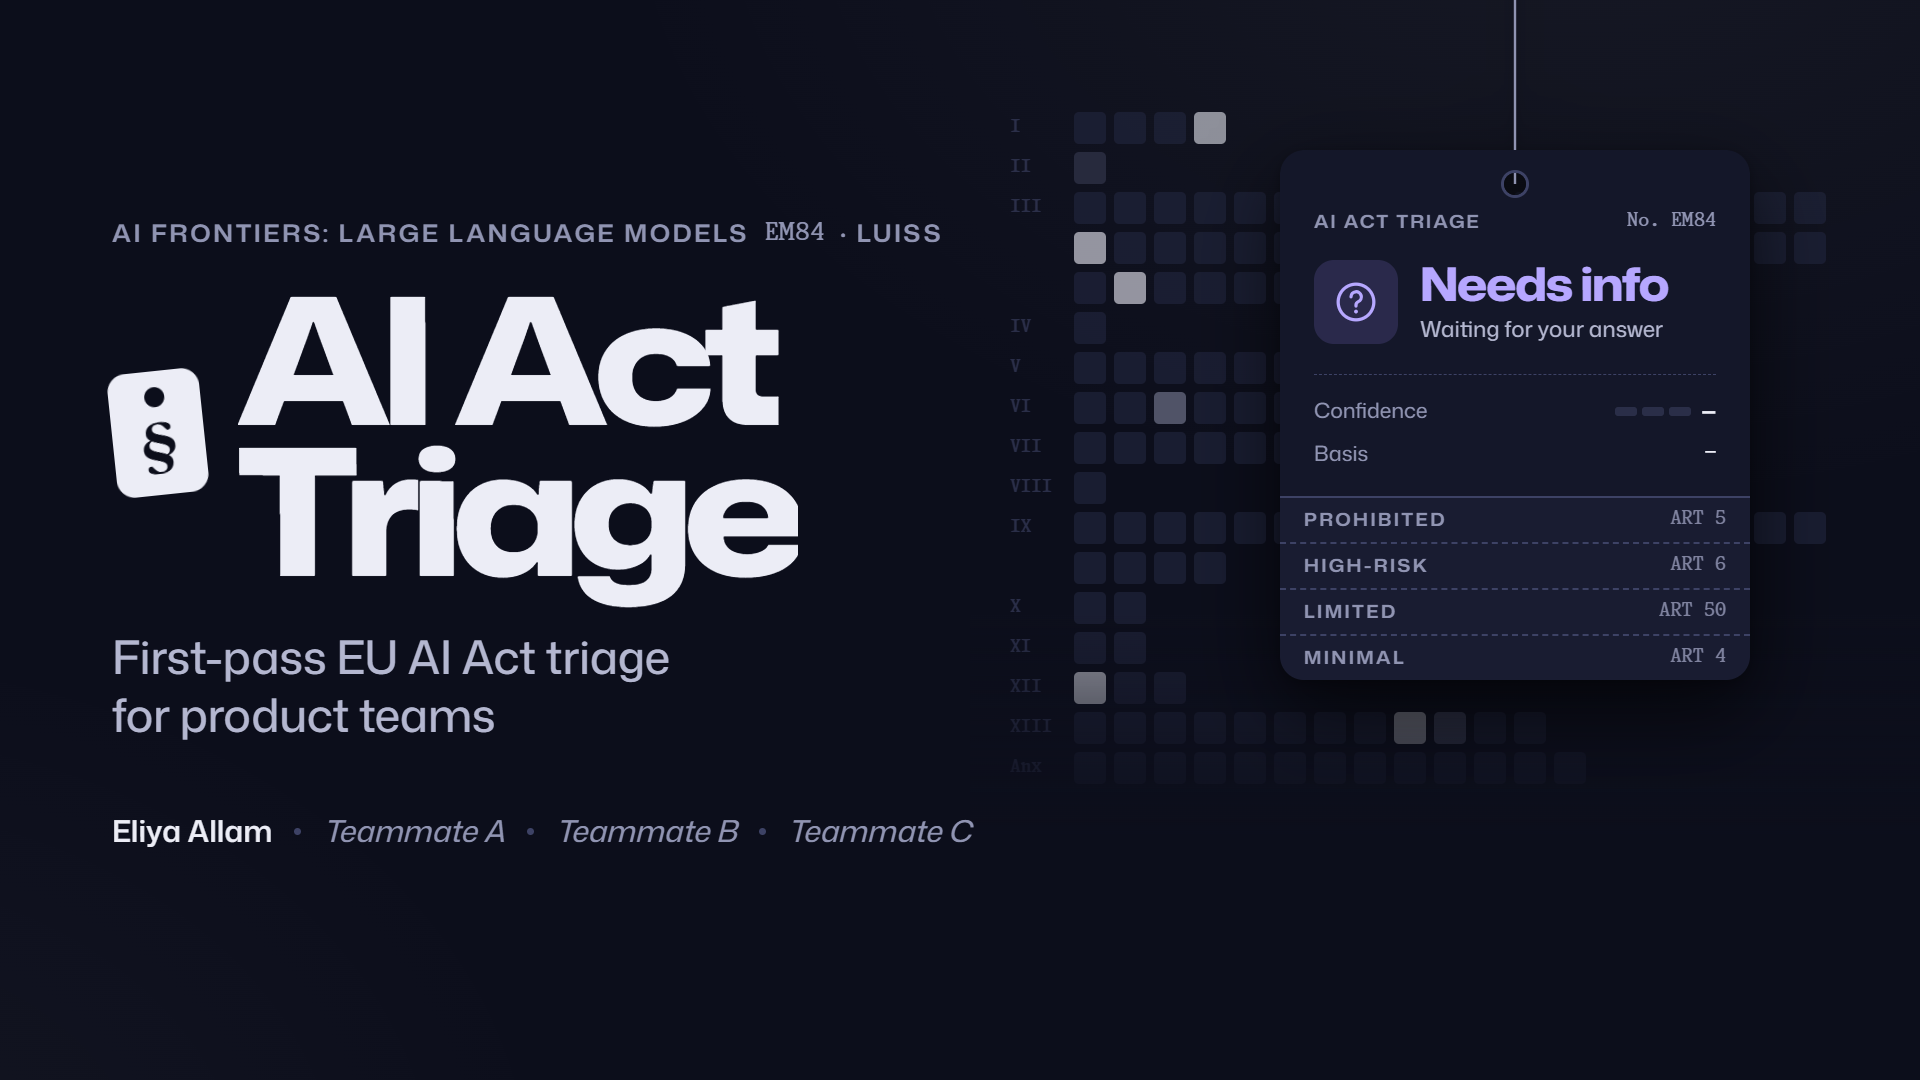 AI FRONTIERS: LARGE LANGUAGE MODELS EM84 · LUISS
§
AI Act
Triage
First-pass EU AI Act triage
for product teams
Eliya Allam • Teammate A • Teammate B • Teammate C
I
II
III
IV
V
VI
VII
VIII
IX
X
XI
XII
XIII
Anx
AI ACT TRIAGE No. EM84
?
Needs info
Waiting for your answer
Confidence –
Basis –
PROHIBITED ART 5
HIGH-RISK ART 6
LIMITED ART 50
MINIMAL ART 4